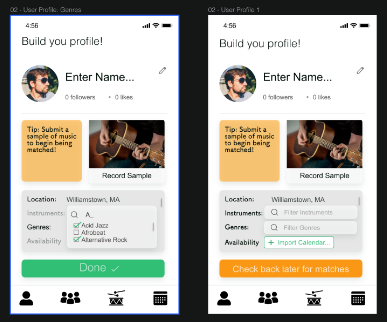 02 - User Profile: Genres
4:56
Build you profile!
Enter Name...
0 followers • 0 likes
Tip: Submit a
sample of music
to begin being
matched!
Record Sample
Location: Williamstown, MA
Instruments:
A..
Genres:
Acid Jazz
Afrobeat
Alternative Rock
Availability
Done
02 - User Profile 1
4:56
Build you profile!
Enter Name...
0 followers • 0 likes
Tip: Submit a
sample of music
to begin being
matched!
Record Sample
Location: Williamstown, MA
Instruments: Filter Instruments
Genres: Filter Genres
Availability + Import Calendar...
Check back later for matches